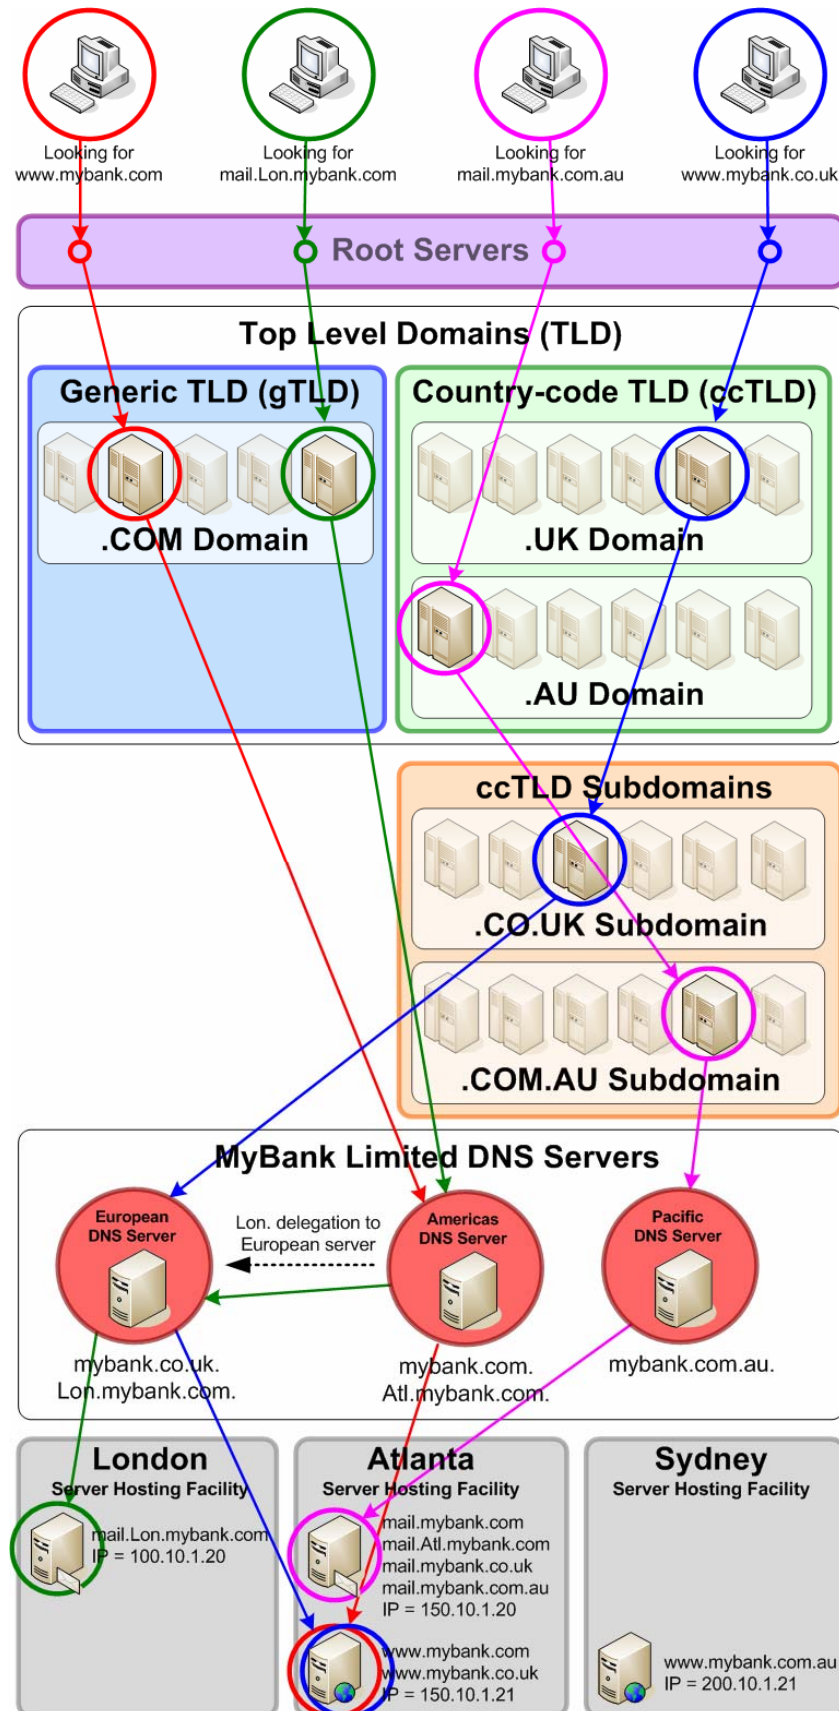 Looking for
www.mybank.com
Looking for
mail.Lon.mybank.com
Looking for
mail.mybank.com.au
Looking for
www.mybank.co.uk
Root Servers
Top Level Domains (TLD)
Generic TLD (gTLD)
.COM Domain
Country-code TLD (ccTLD)
.UK Domain
.AU Domain
ccTLD Subdomains
.CO.UK Subdomain
.COM.AU Subdomain
MyBank Limited DNS Servers
European
DNS Server
Lon. delegation to
European server
Americas
DNS Server
Pacific
DNS Server
mybank.co.uk.
Lon.mybank.com.
mybank.com.
Atl.mybank.com.
mybank.com.au.
London
Server Hosting Facility
mail.Lon.mybank.com
IP = 100.10.1.20
Atlanta
Server Hosting Facility
mail.mybank.com
mail.Atl.mybank.com
mail.mybank.co.uk
mail.mybank.com.au
IP = 150.10.1.20
www.mybank.com
www.mybank.co.uk
IP = 150.10.1.21
Sydney
Server Hosting Facility
www.mybank.com.au
IP = 200.10.1.21